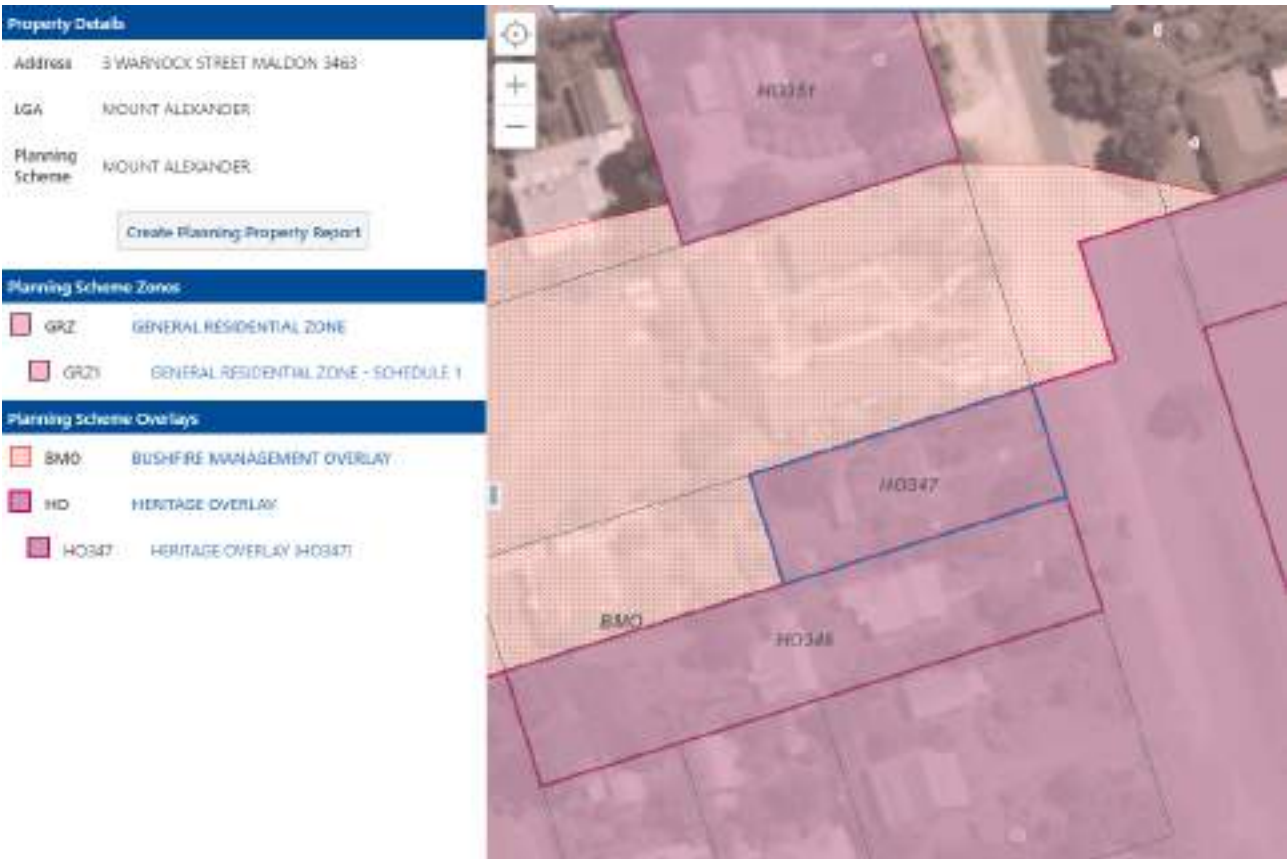 Property Details
Address 3 WARNOCK STREET MALDON 3463
LGA MOUNT ALEXANDER
Planning Scheme MOUNT ALEXANDER
Create Planning Property Report
Planning Scheme Zones
GRZ GENERAL RESIDENTIAL ZONE
GRZ1 GENERAL RESIDENTIAL ZONE - SCHEDULE 1
Planning Scheme Overlays
BMO BUSHFIRE MANAGEMENT OVERLAY
HO HERITAGE OVERLAY
HO347 HERITAGE OVERLAY (HO347)
HO351
HO347
BMO